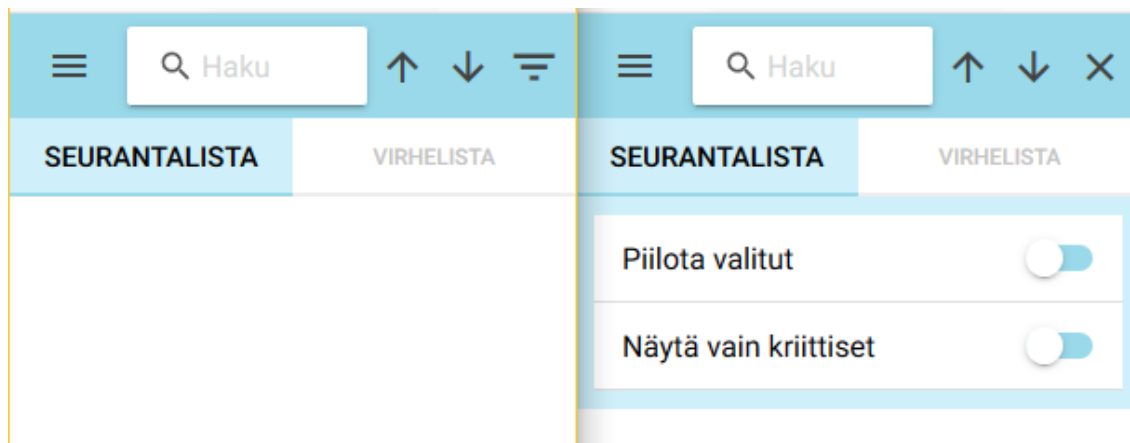 Haku
SEURANTALISTA VIRHELISTA
Haku
SEURANTALISTA VIRHELISTA
Piilota valitut
Näytä vain kriittiset